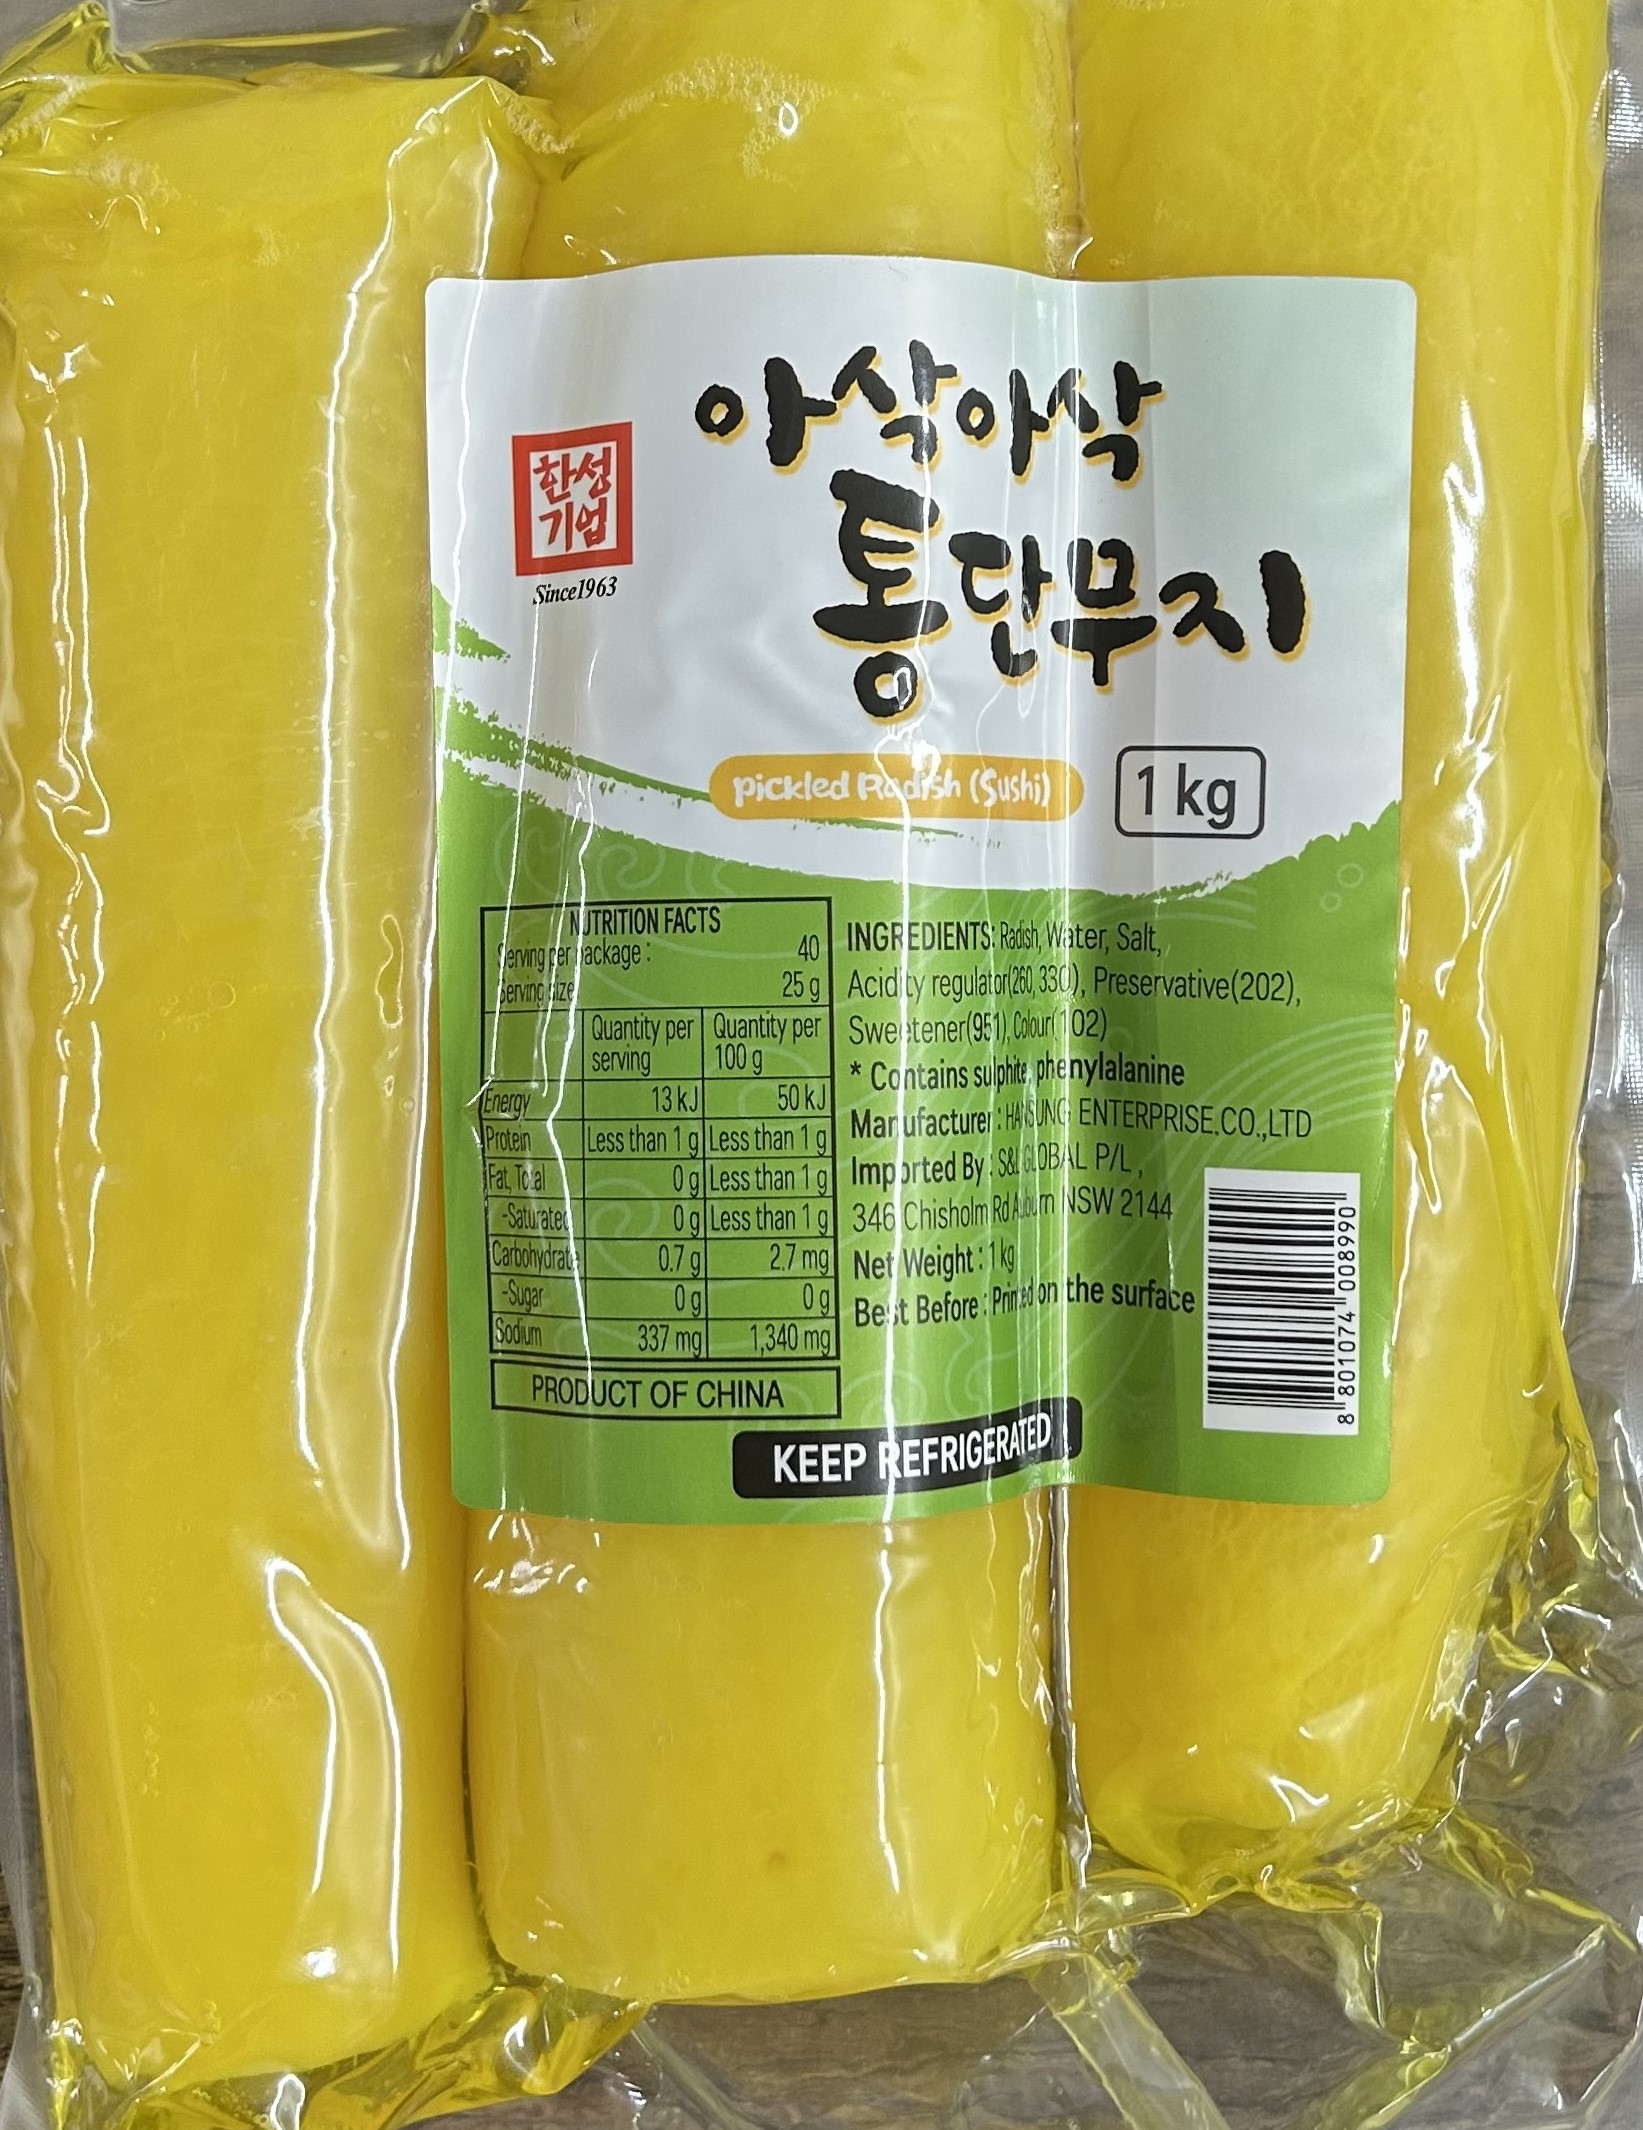 아삭아삭
통단무지
한성
기업
Since1963
pickled Radish (Sushi)
1 kg
NUTRITION FACTS
Serving per package : 40
Serving size 25 g
Quantity per serving Quantity per 100 g
Energy 13 kJ 50 kJ
Protein Less than 1 g Less than 1 g
Fat, Total 0 g Less than 1 g
-Saturated 0 g Less than 1 g
Carbohydrate 0.7 g 2.7 mg
-Sugar 0 g 0 g
Sodium 337 mg 1,340 mg
PRODUCT OF CHINA
INGREDIENTS: Radish, Water, Salt,
Acidity regulator(260, 330), Preservative(202),
Sweetener(951), Colour(102)
* Contains sulphite, phenylalanine
Manufacturer : HANSUNG ENTERPRISE.CO.,LTD
Imported By : S&L GLOBAL P/L ,
346 Chisholm Rd Auburn NSW 2144
Net Weight : 1 kg
Best Before : Printed on the surface
KEEP REFRIGERATED
8 801074 008990